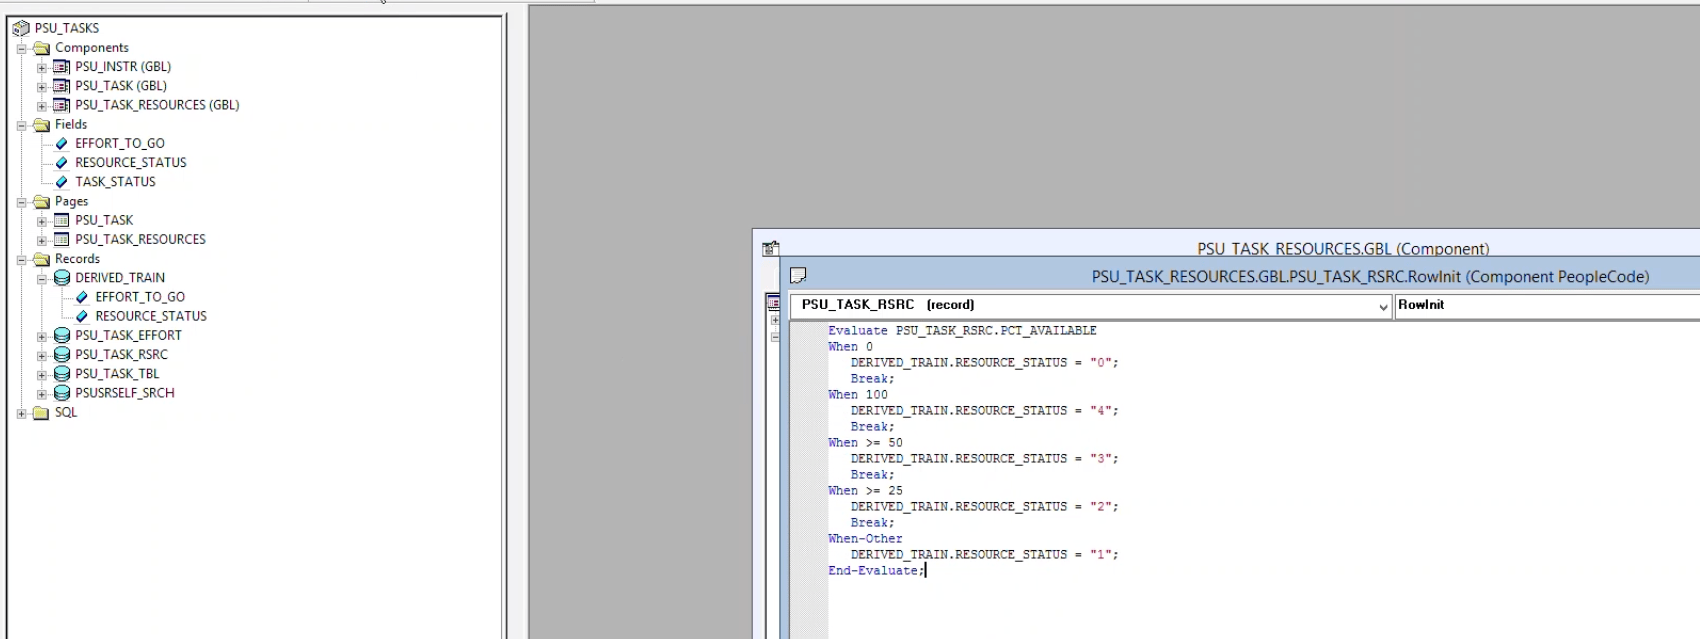 PSU_TASKS
Components
PSU_INSTR (GBL)
PSU_TASK (GBL)
PSU_TASK_RESOURCES (GBL)
Fields
EFFORT_TO_GO
RESOURCE_STATUS
TASK_STATUS
Pages
PSU_TASK
PSU_TASK_RESOURCES
Records
DERIVED_TRAIN
EFFORT_TO_GO
RESOURCE_STATUS
PSU_TASK_EFFORT
PSU_TASK_RSRC
PSU_TASK_TBL
PSUSRSELF_SRCH
SQL
PSU_TASK_RESOURCES.GBL (Component)
PSU_TASK_RESOURCES.GBL.PSU_TASK_RSRC.RowInit (Component PeopleCode)
PSU_TASK_RSRC (record) RowInit
Evaluate PSU_TASK_RSRC.PCT_AVAILABLE
When 0
DERIVED_TRAIN.RESOURCE_STATUS = "0";
Break;
When 100
DERIVED_TRAIN.RESOURCE_STATUS = "4";
Break;
When >= 50
DERIVED_TRAIN.RESOURCE_STATUS = "3";
Break;
When >= 25
DERIVED_TRAIN.RESOURCE_STATUS = "2";
Break;
When-Other
DERIVED_TRAIN.RESOURCE_STATUS = "1";
End-Evaluate;